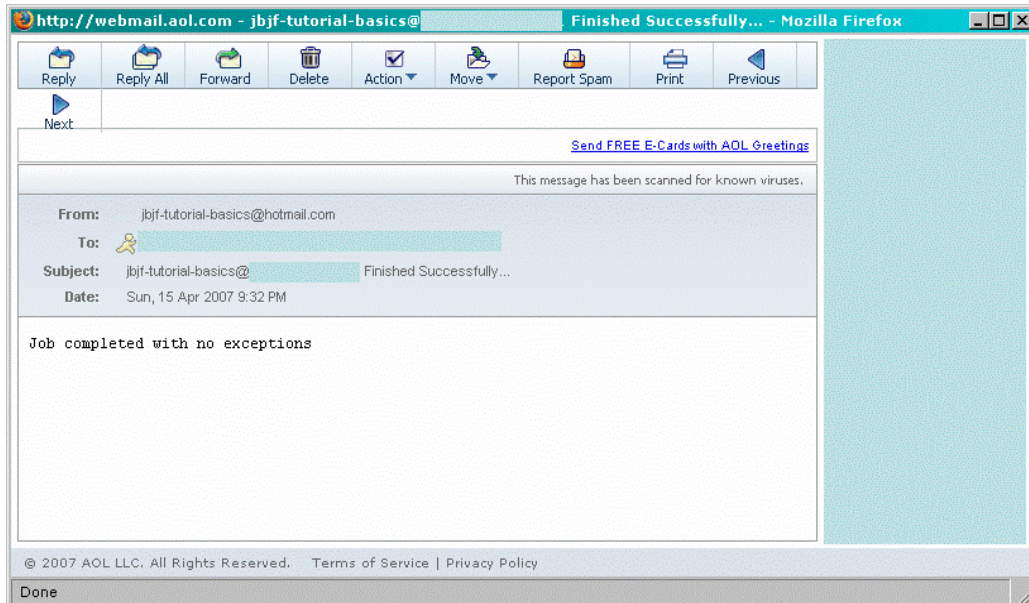 http://webmail.aol.com - jbjf-tutorial-basics@ . Finished Successfully... - Mozilla Firefox
Reply Reply All Forward Delete Action Move Report Spam Print Previous
Next
Send FREE E-Cards with AOL Greetings
This message has been scanned for known viruses.
From: jbjf-tutorial-basics@hotmail.com
To:
Subject: jbjf-tutorial-basics@ Finished Successfully...
Date: Sun, 15 Apr 2007 9:32 PM
Job completed with no exceptions
© 2007 AOL LLC. All Rights Reserved. Terms of Service | Privacy Policy
Done